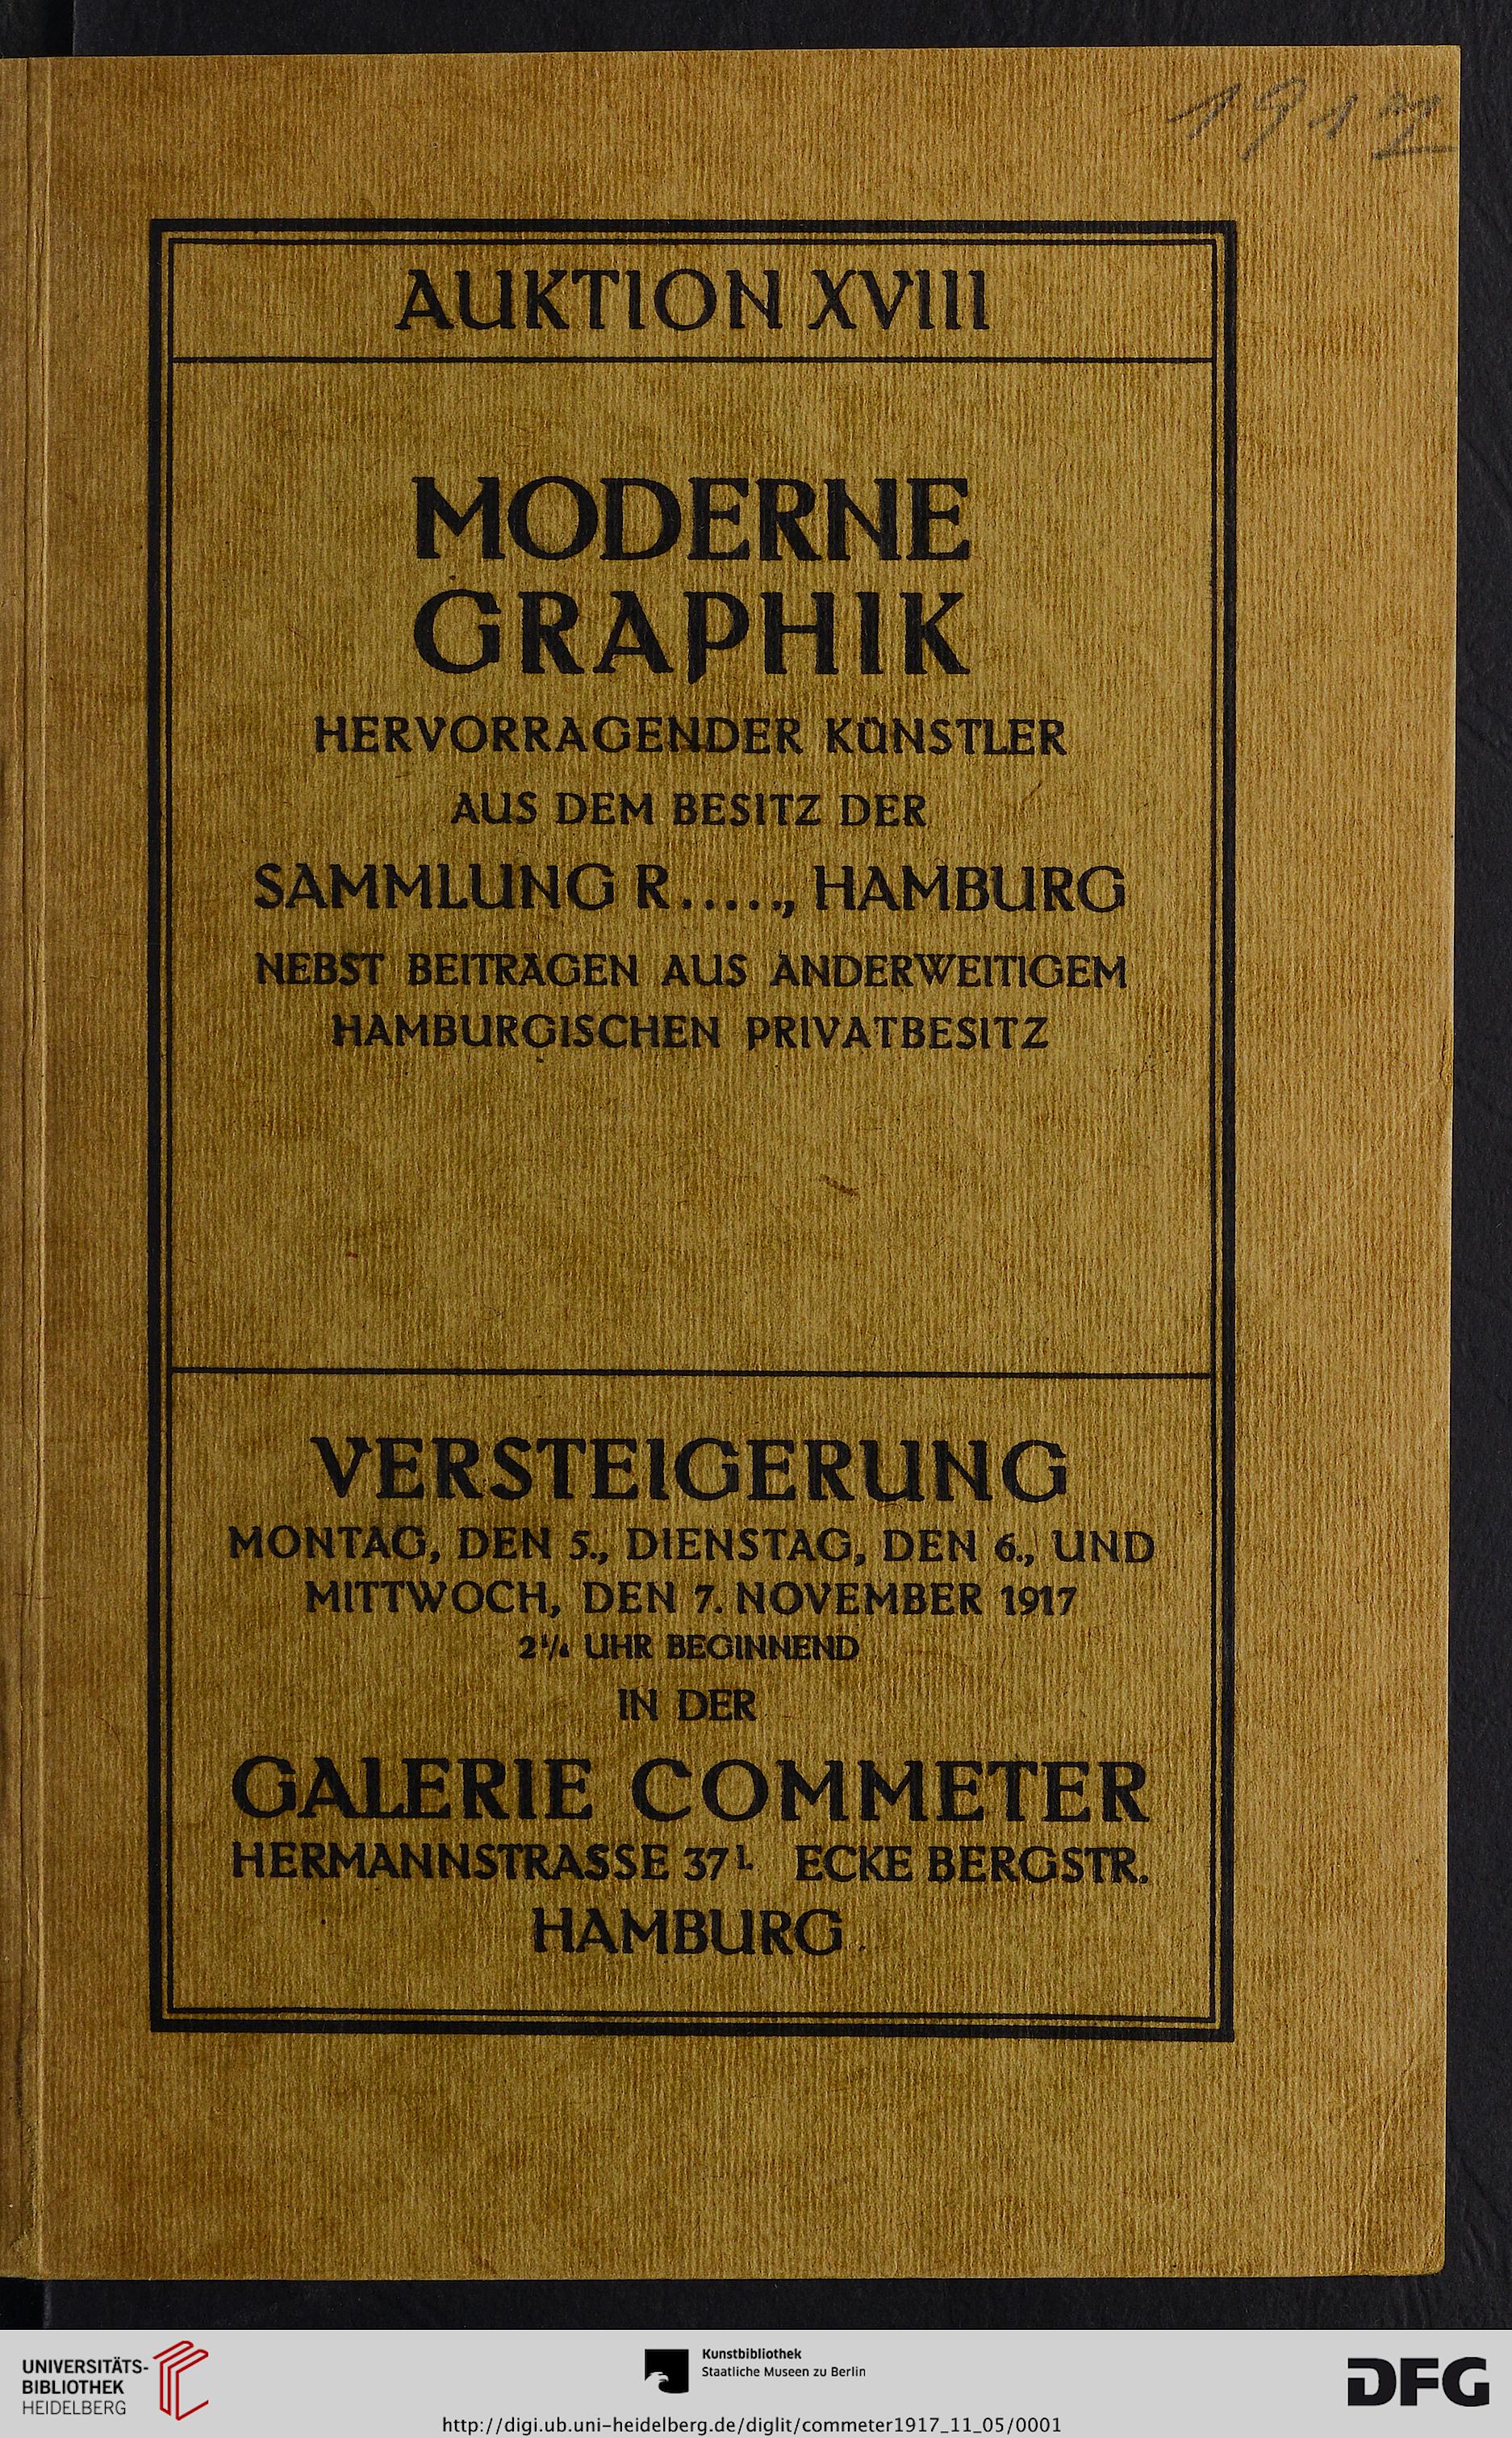 1917
AUKTION XVIII
MODERNE
GRAPHIK
HERVORRAGENDER KÜNSTLER
AUS DEM BESITZ DER
SAMMLUNG R....., HAMBURG
NEBST BEITRÄGEN AUS ANDERWEITIGEM
HAMBURGISCHEN PRIVATBESITZ
VERSTEIGERUNG
MONTAG, DEN 5., DIENSTAG, DEN 6., UND
MITTWOCH, DEN 7. NOVEMBER 1917
2¼ UHR BEGINNEND
IN DER
GALERIE COMMETER
HERMANNSTRASSE 37 I. ECKE BERGSTR.
HAMBURG
UNIVERSITÄTS-
BIBLIOTHEK
HEIDELBERG
Kunstbibliothek
Staatliche Museen zu Berlin
DFG
http://digi.ub.uni-heidelberg.de/diglit/commeter1917_11_05/0001